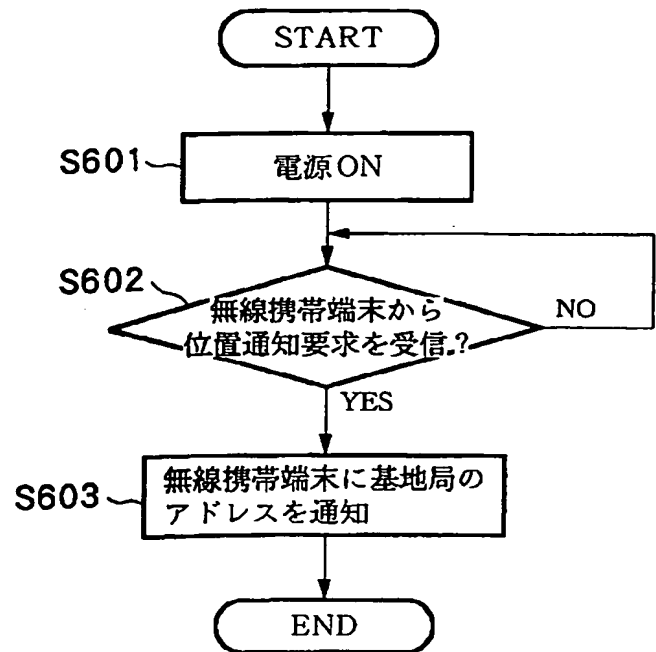 START
S601
電源ON
S602
無線携帯端末から
位置通知要求を受信?
NO
YES
S603
無線携帯端末に基地局の
アドレスを通知
END